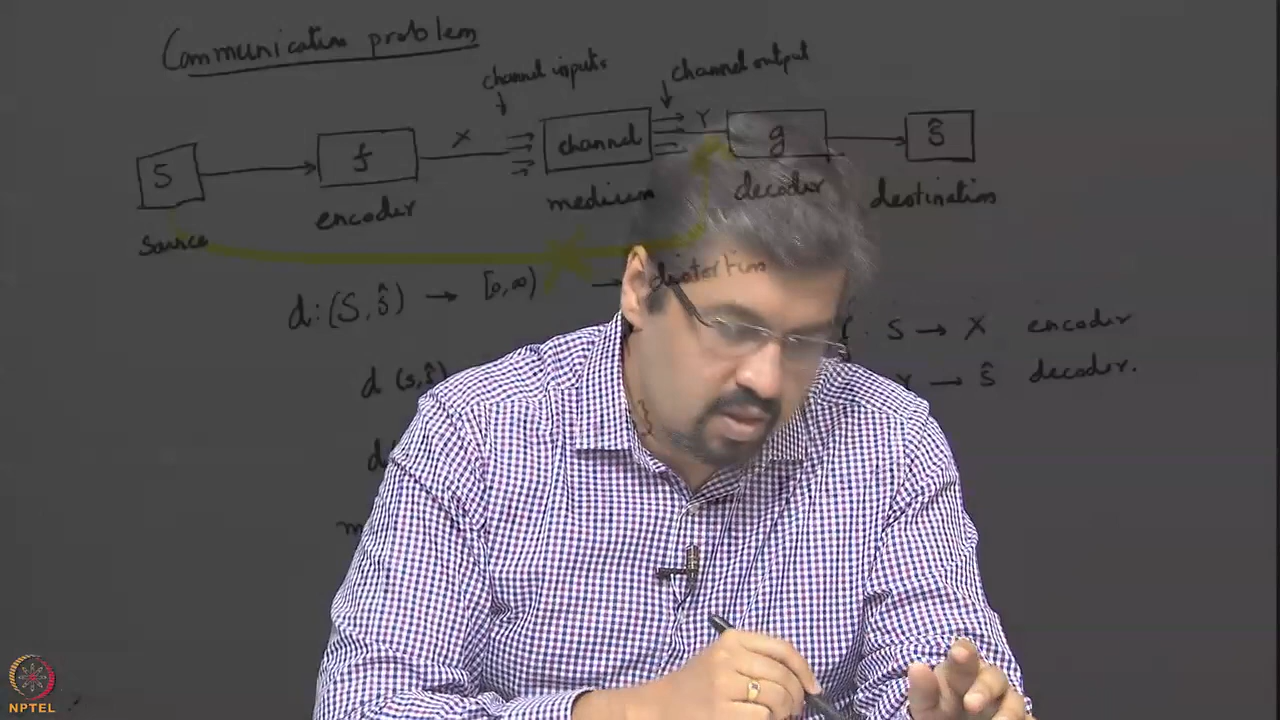 Communication problem
channel inputs
channel output
X
Y
S
f
channel
g
ŝ
encoder
medium
decoder
destination
Source
d: (S, ŝ) → [0, ∞) → distortion
: S → X encoder
d (s, ŝ)
Y → ŝ decoder.
d
m
NPTEL